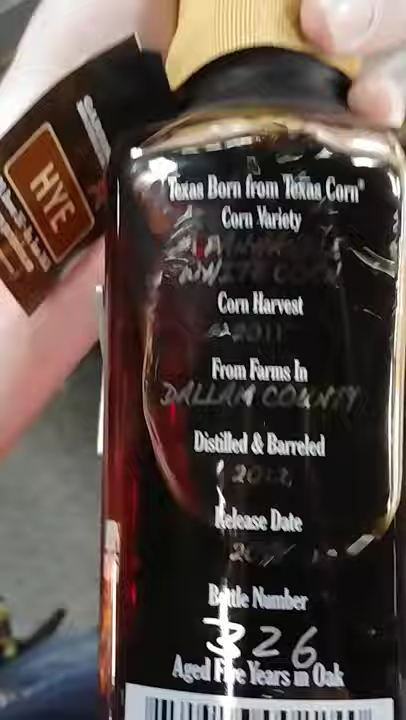 HYE
Texas Born from Texas Corn®
Corn Variety
WHITE CORN
Corn Harvest
2011
From Farms In
DALLAM COUNTY
Distilled & Barreled
2012
Release Date
Bottle Number
326
Aged Five Years in Oak